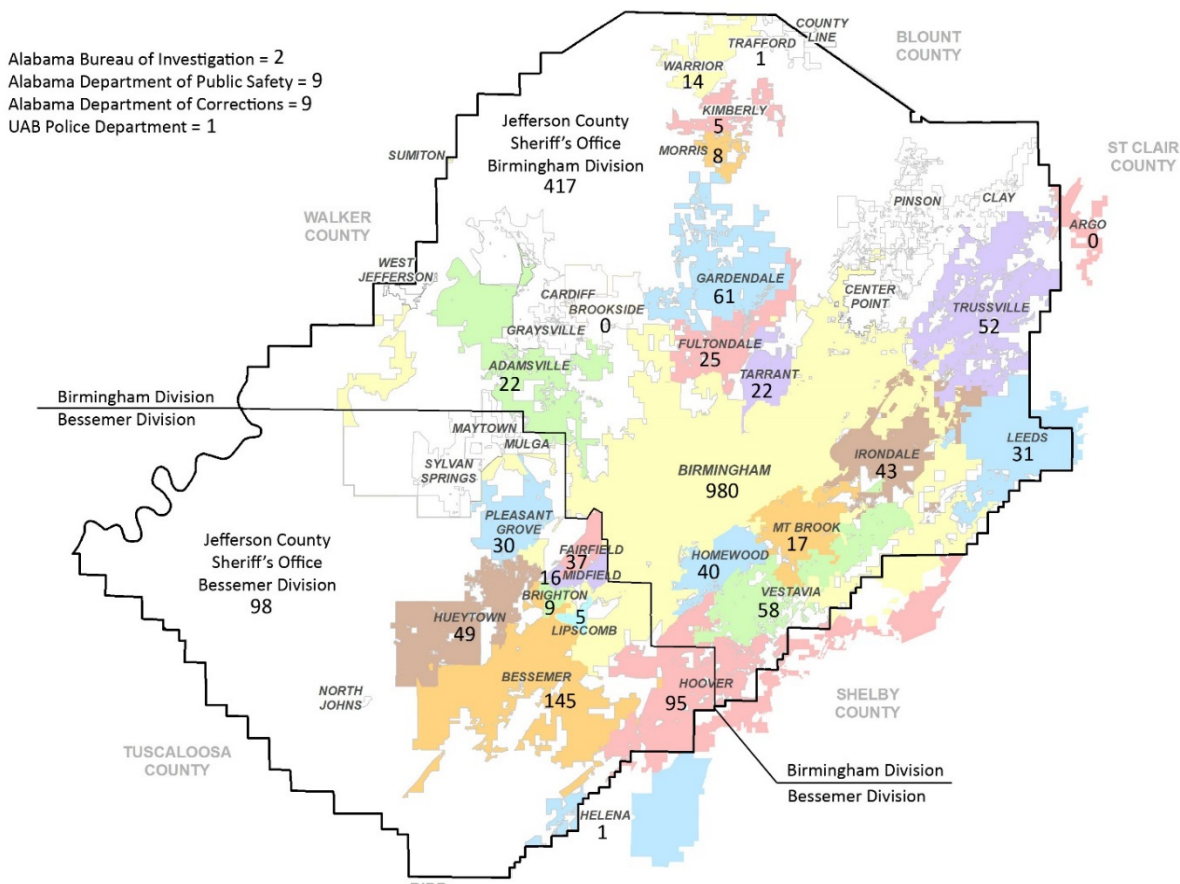 Alabama Bureau of Investigation = 2
Alabama Department of Public Safety = 9
Alabama Department of Corrections = 9
UAB Police Department = 1
COUNTY
LINE
TRAFFORD
1
BLOUNT
COUNTY
WARRIOR
14
KIMBERLY
5
Jefferson County
Sheriff's Office
Birmingham Division
417
MORRIS
8
SUMITON
ST CLAIR
COUNTY
PINSON
CLAY
WALKER
COUNTY
ARGO
0
WEST
JEFFERSON
GARDENDALE
61
CARDIFF
BROOKSIDE
0
CENTER
POINT
TRUSSVILLE
52
GRAYSVILLE
FULTONDALE
25
ADAMSVILLE
22
TARRANT
22
Birmingham Division
Bessemer Division
MAYTOWN
MULGA
SYLVAN
SPRINGS
LEEDS
31
IRONDALE
43
BIRMINGHAM
980
PLEASANT
GROVE
30
MT BROOK
17
Jefferson County
Sheriff's Office
Bessemer Division
98
FAIRFIELD
37
HOMEWOOD
40
16
MIDFIELD
BRIGHTON
9
5
LIPSCOMB
VESTAVIA
58
HUEYTOWN
49
BESSEMER
145
HOOVER
95
NORTH
JOHNS
SHELBY
COUNTY
TUSCALOOSA
COUNTY
Birmingham Division
Bessemer Division
HELENA
1